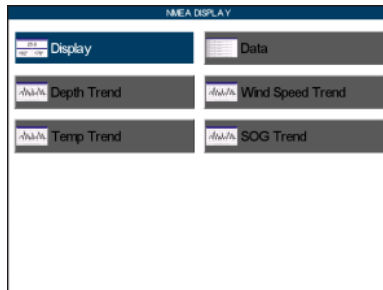 NMEA DISPLAY
Display
Data
Depth Trend
Wind Speed Trend
Temp Trend
SOG Trend